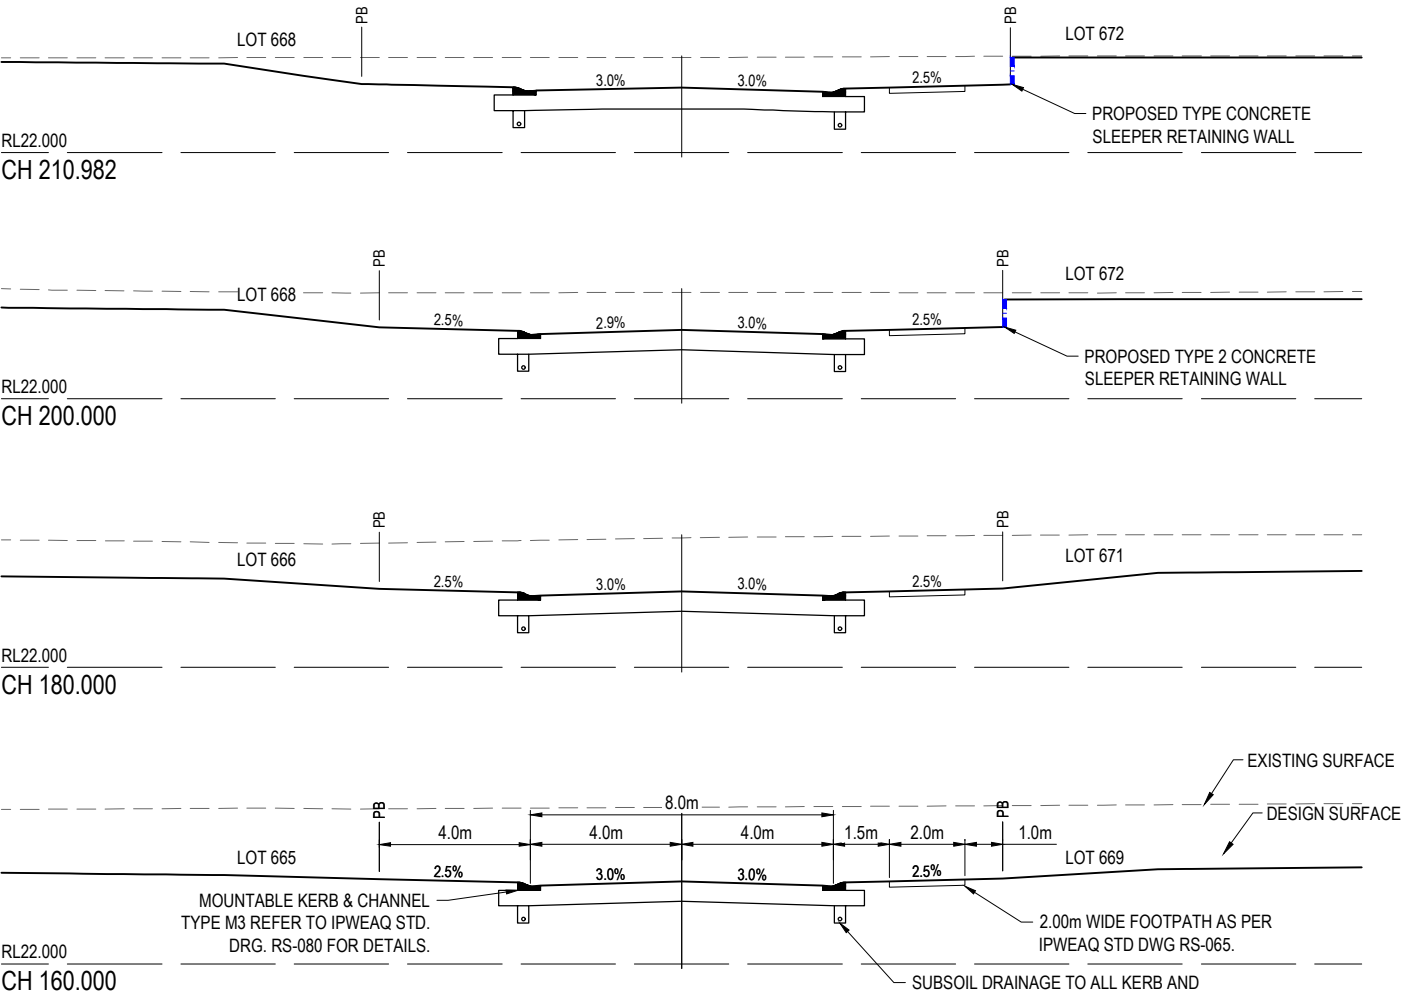 PB
PB
LOT 668
LOT 672
3.0%
3.0%
2.5%
PROPOSED TYPE CONCRETE
SLEEPER RETAINING WALL
RL22.000
CH 210.982
PB
PB
LOT 668
LOT 672
2.5%
2.9%
3.0%
2.5%
PROPOSED TYPE 2 CONCRETE
SLEEPER RETAINING WALL
RL22.000
CH 200.000
PB
PB
LOT 666
LOT 671
2.5%
3.0%
3.0%
2.5%
RL22.000
CH 180.000
EXISTING SURFACE
DESIGN SURFACE
PB
8.0m
PB
4.0m
4.0m
4.0m
1.5m
2.0m
1.0m
LOT 665
LOT 669
2.5%
3.0%
3.0%
2.5%
MOUNTABLE KERB & CHANNEL
TYPE M3 REFER TO IPWEAQ STD.
DRG. RS-080 FOR DETAILS.
2.00m WIDE FOOTPATH AS PER
IPWEAQ STD DWG RS-065.
RL22.000
CH 160.000
SUBSOIL DRAINAGE TO ALL KERB AND